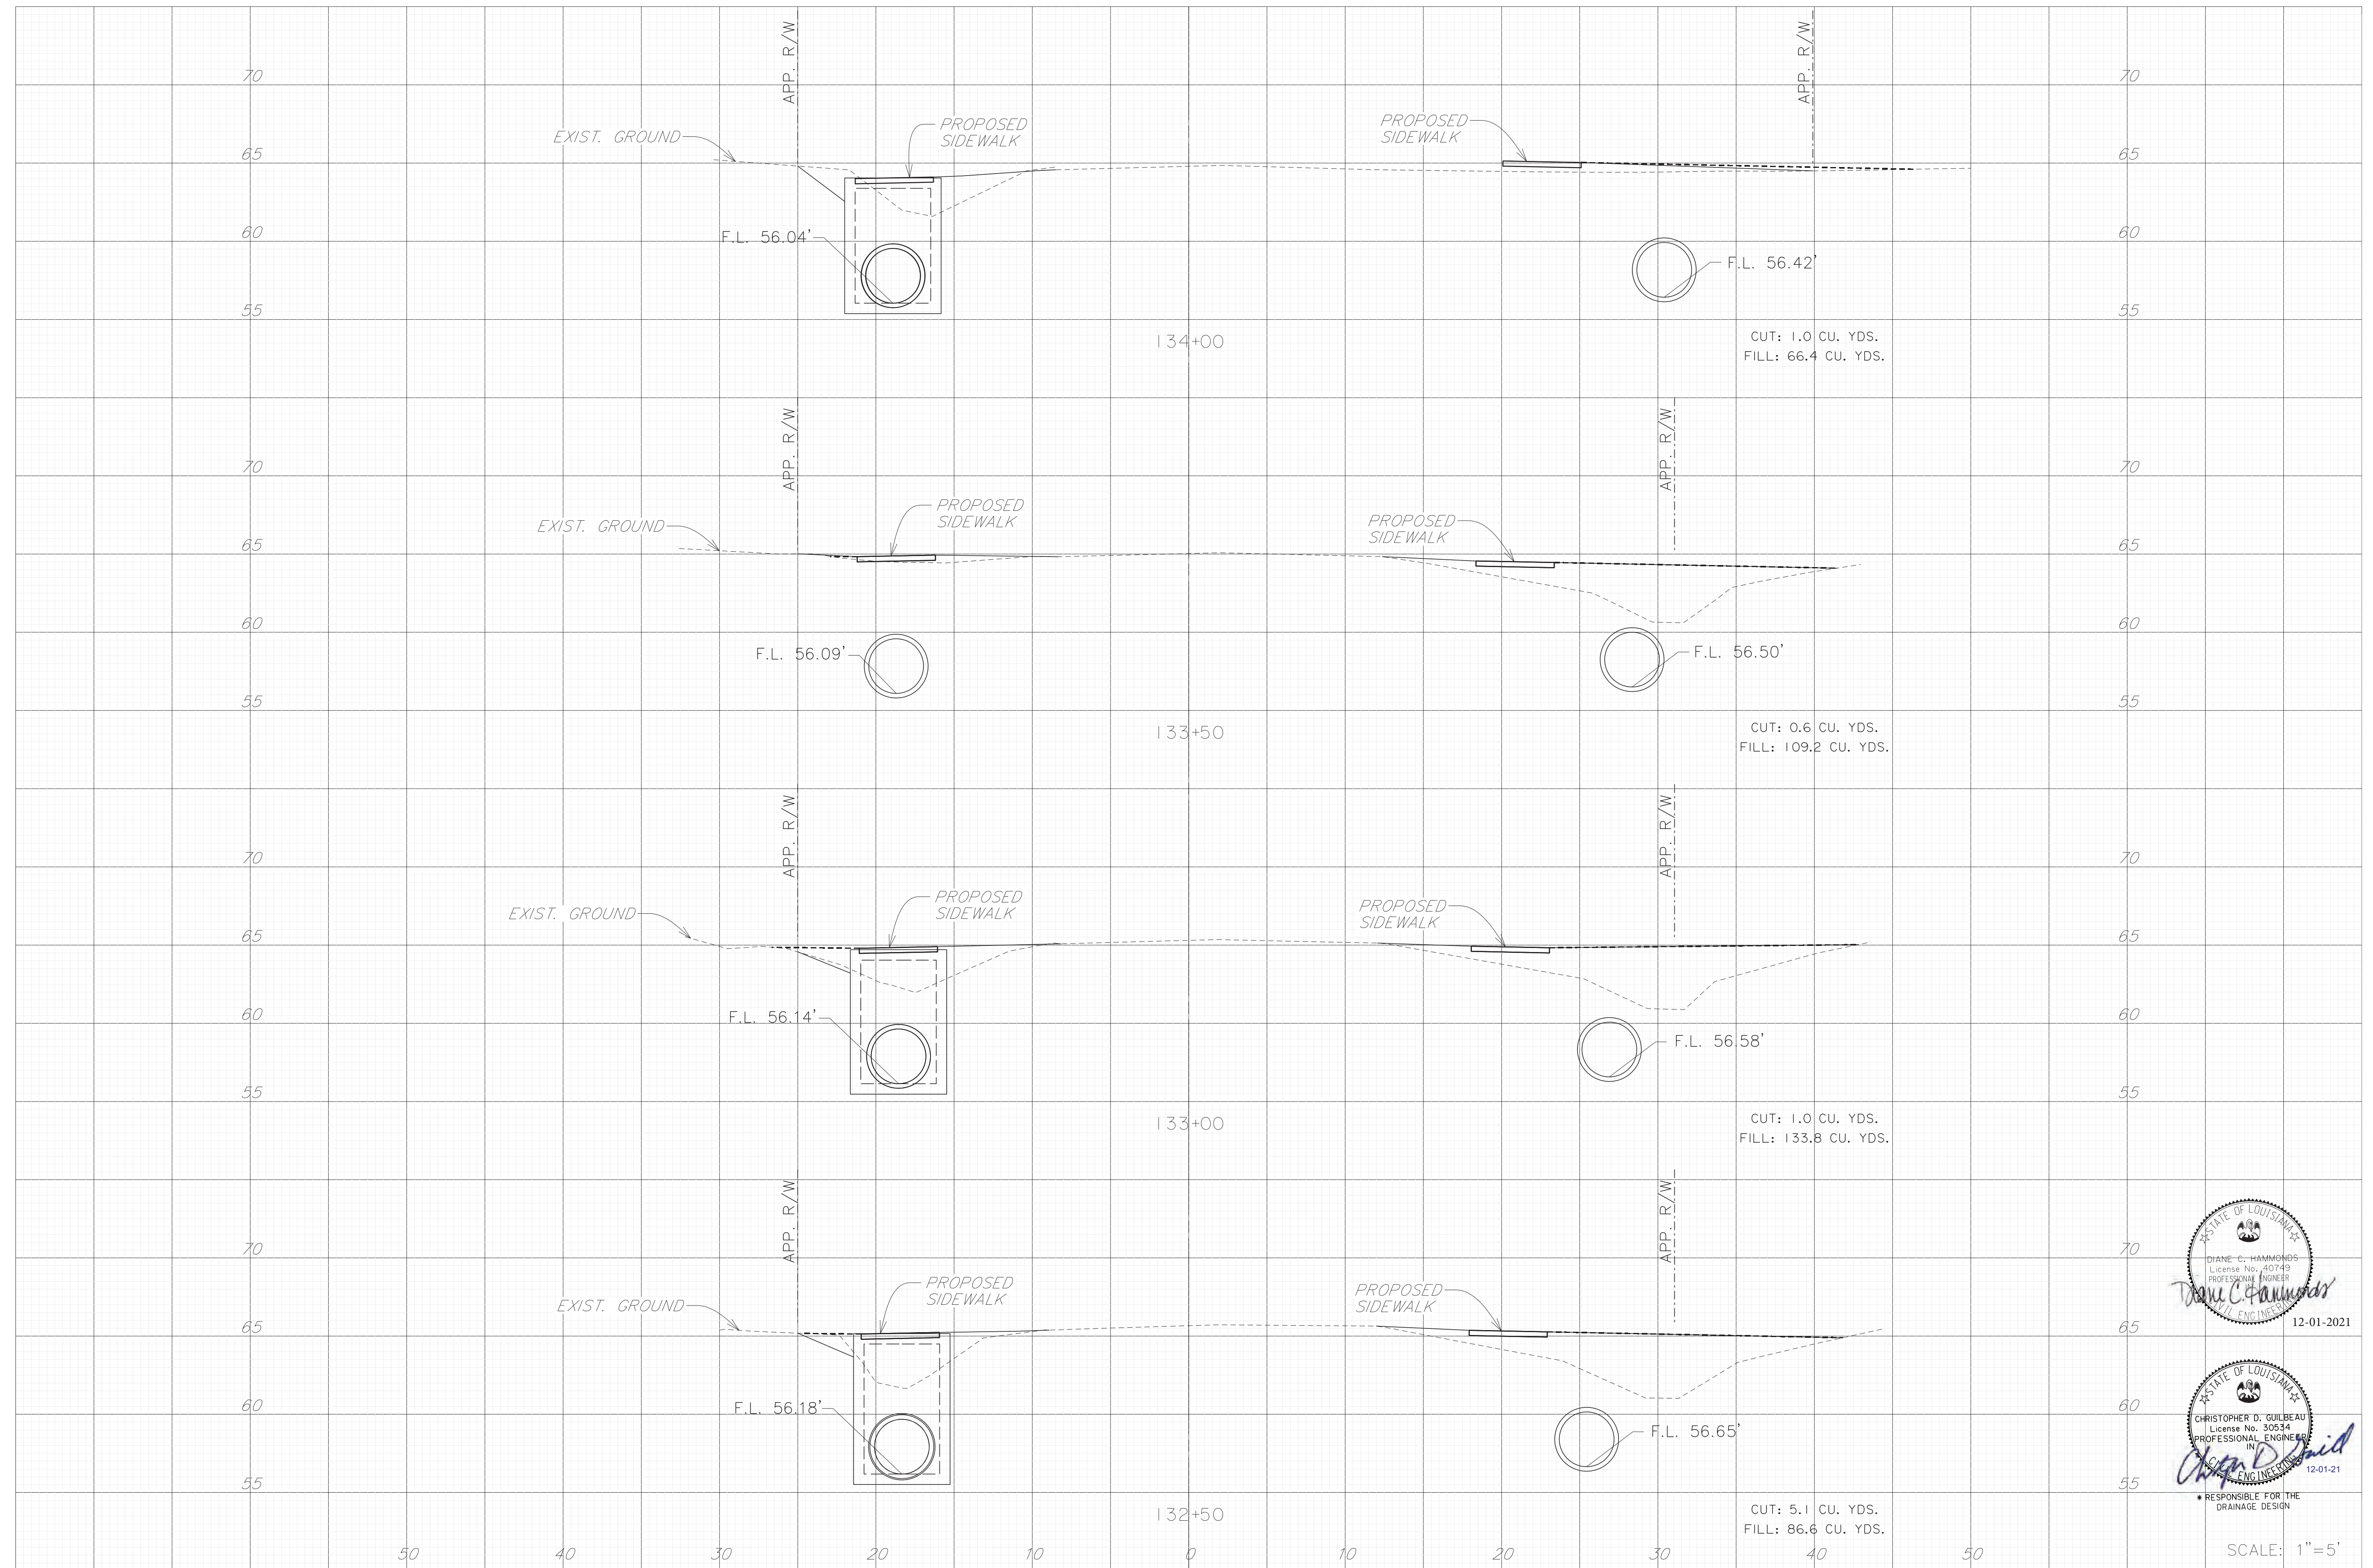 APP. R/W
APP. R/W
70
70
EXIST. GROUND
PROPOSED
SIDEWALK
PROPOSED
SIDEWALK
65
65
60
F.L. 56.04'
F.L. 56.42'
60
55
55
134+00
CUT: 1.0 CU. YDS.
FILL: 66.4 CU. YDS.
APP. R/W
APP. R/W
70
70
EXIST. GROUND
PROPOSED
SIDEWALK
PROPOSED
SIDEWALK
65
65
60
60
F.L. 56.09'
F.L. 56.50'
55
55
133+50
CUT: 0.6 CU. YDS.
FILL: 109.2 CU. YDS.
APP. R/W
APP. R/W
70
70
EXIST. GROUND
PROPOSED
SIDEWALK
PROPOSED
SIDEWALK
65
65
60
60
F.L. 56.14'
F.L. 56.58'
55
55
133+00
CUT: 1.0 CU. YDS.
FILL: 133.8 CU. YDS.
APP. R/W
APP. R/W
70
70
EXIST. GROUND
PROPOSED
SIDEWALK
PROPOSED
SIDEWALK
65
65
60
60
F.L. 56.18'
F.L. 56.65'
55
55
132+50
CUT: 5.1 CU. YDS.
FILL: 86.6 CU. YDS.
50 40 30 20 10 0 10 20 30 40 50
STATE OF LOUISIANA
DIANE C. HAMMONDS
License No. 40749
PROFESSIONAL ENGINEER
IN
CIVIL ENGINEERING
Diane C. Hammonds
12-01-2021
STATE OF LOUISIANA
CHRISTOPHER D. GUILBEAU
License No. 30534
PROFESSIONAL ENGINEER
IN
CIVIL ENGINEERING
12-01-21
* RESPONSIBLE FOR THE
DRAINAGE DESIGN
SCALE: 1"=5'